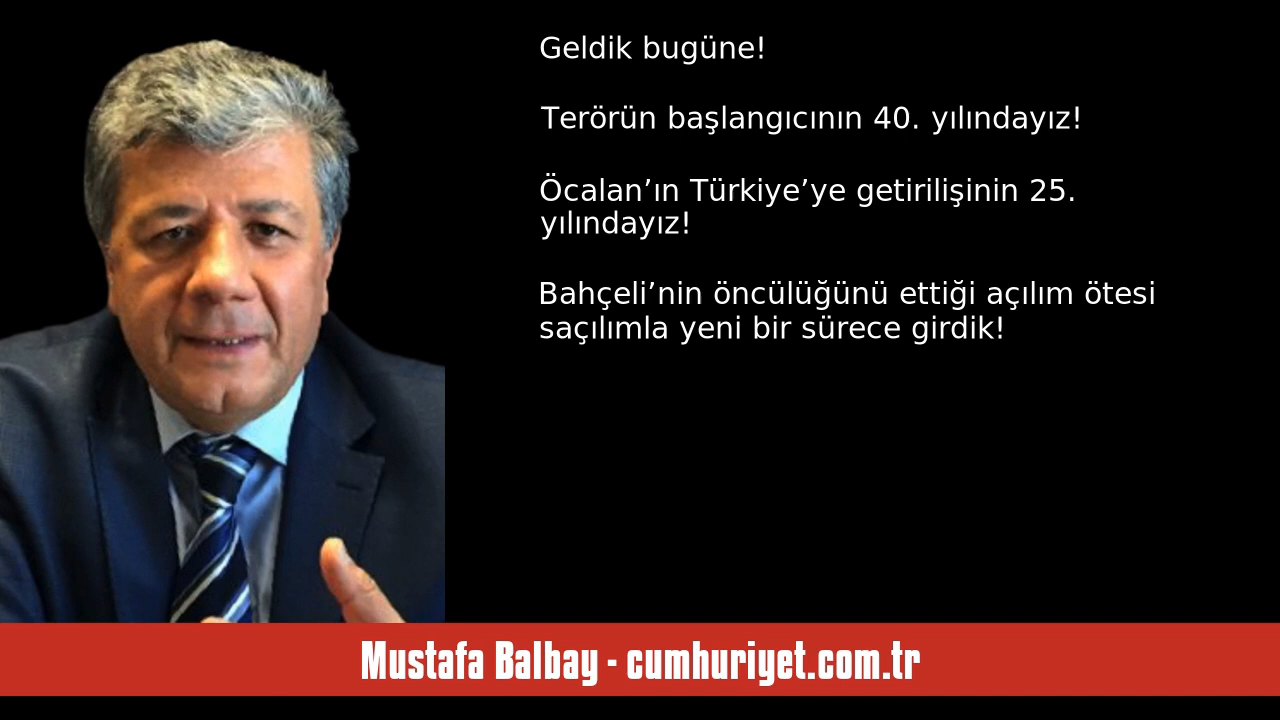 Geldik bugüne!
Terörün başlangıcının 40. yılındayız!
Öcalan’ın Türkiye’ye getirilişinin 25.
yılındayız!
Bahçeli’nin öncülüğünü ettiği açılım ötesi
saçılımla yeni bir sürece girdik!
Mustafa Balbay - cumhuriyet.com.tr